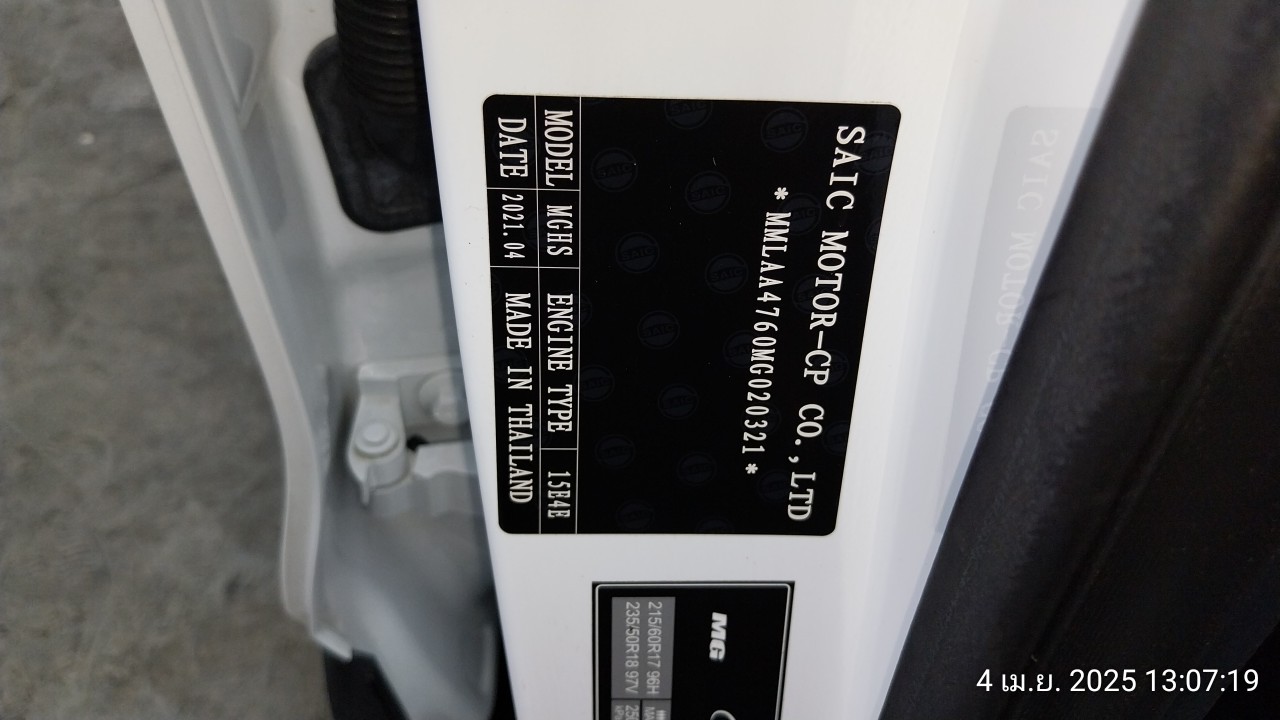 SAIC MOTOR-CP CO.,LTD
* MMLAA4760MG020321 *
MODEL MGHS ENGINE TYPE 15E4E
DATE 2021.04 MADE IN THAILAND
MG
215/60R17 96H
235/50R18 97V
4 เม.ย. 2025 13:07:19